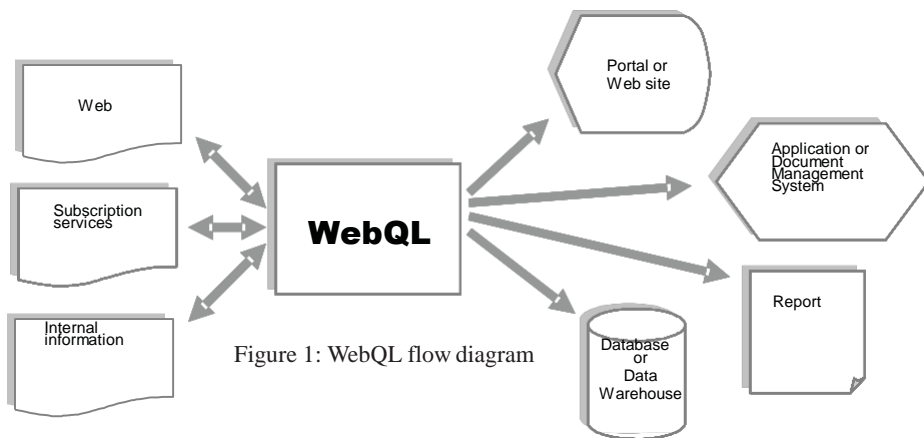 Web
Subscription
services
Internal
information
WebQL
Portal or
Web site
Application or
Document
Management
System
Report
Database
or
Data
Warehouse
Figure 1: WebQL flow diagram